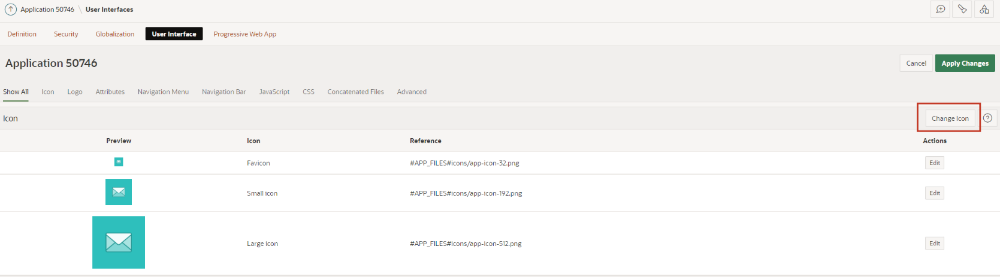 Application 50746 \ User Interfaces
Definition Security Globalization User Interface Progressive Web App
Application 50746
Cancel Apply Changes
Show All Icon Logo Attributes Navigation Menu Navigation Bar JavaScript CSS Concatenated Files Advanced
Icon Change Icon ?
Preview Icon Reference Actions
Favicon #APP_FILES#icons/app-icon-32.png Edit
Small icon #APP_FILES#icons/app-icon-192.png Edit
Large icon #APP_FILES#icons/app-icon-512.png Edit